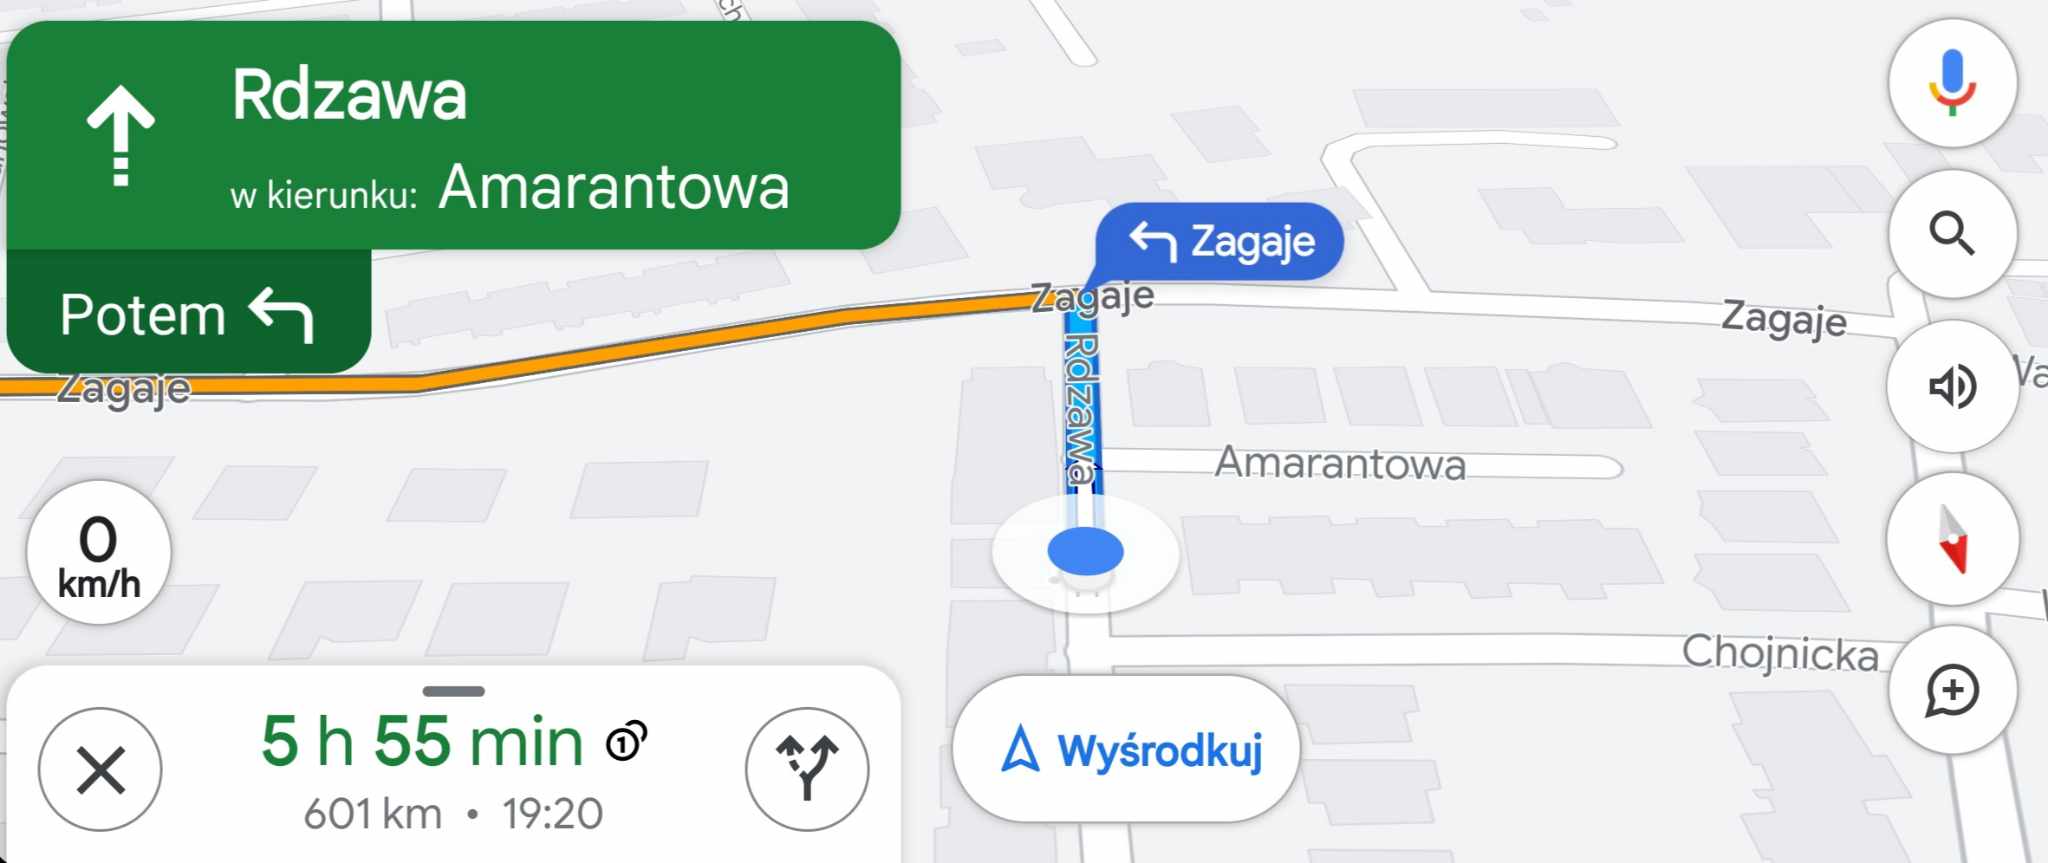 Rdzawa
w kierunku: Amarantowa
Potem
Zagaje
Zagaje
Zagaje
Zagaje
Rdzawa
Amarantowa
Chojnicka
0
km/h
5 h 55 min
601 km • 19:20
Wyśrodkuj